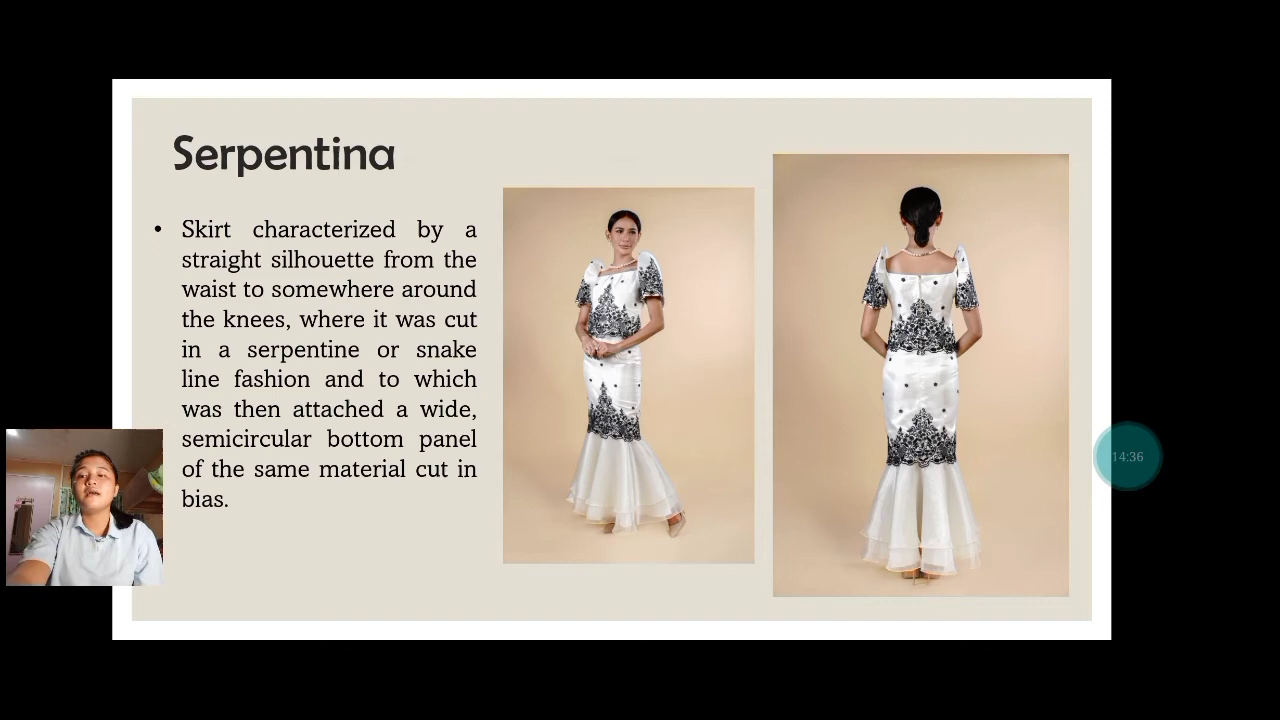 Serpentina
• Skirt characterized by a
straight silhouette from the
waist to somewhere around
the knees, where it was cut
in a serpentine or snake
line fashion and to which
was then attached a wide,
semicircular bottom panel
of the same material cut in
bias.
14:36